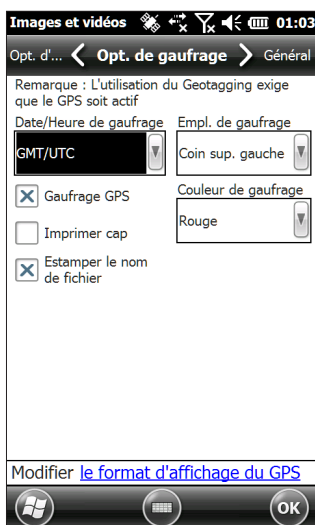 Images et vidéos 01:03
Opt. d'... Opt. de gaufrage Général
Remarque : L'utilisation du Geotagging exige
que le GPS soit actif
Date/Heure de gaufrage Empl. de gaufrage
GMT/UTC Coin sup. gauche
Gaufrage GPS Couleur de gaufrage
Imprimer cap Rouge
Estamper le nom
de fichier
Modifier le format d'affichage du GPS
OK